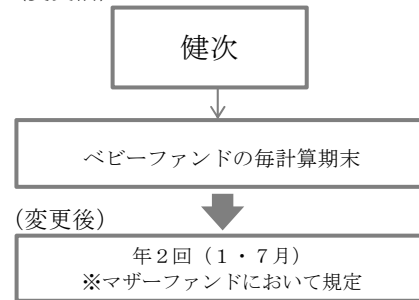 健次
ベビーファンドの毎計算期末
(変更後)
年２回（１・７月）
※マザーファンドにおいて規定